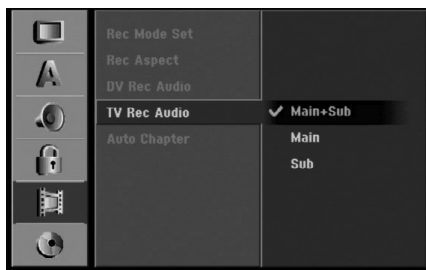 Rec Mode Set
Rec Aspect
DV Rec Audio
TV Rec Audio
Auto Chapter
✓ Main+Sub
Main
Sub